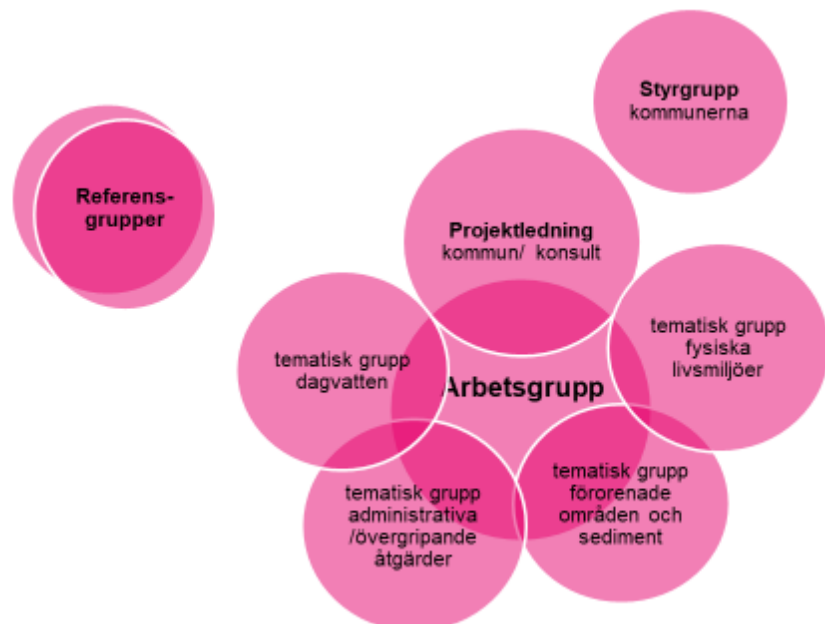 Styrgrupp
kommunerna
Referens-
grupper
Projektledning
kommun/ konsult
tematisk grupp
fysiska
livsmiljöer
tematisk grupp
dagvatten
Arbetsgrupp
tematisk grupp
administrativa
/övergripande
åtgärder
tematisk grupp
förorenade
områden och
sediment